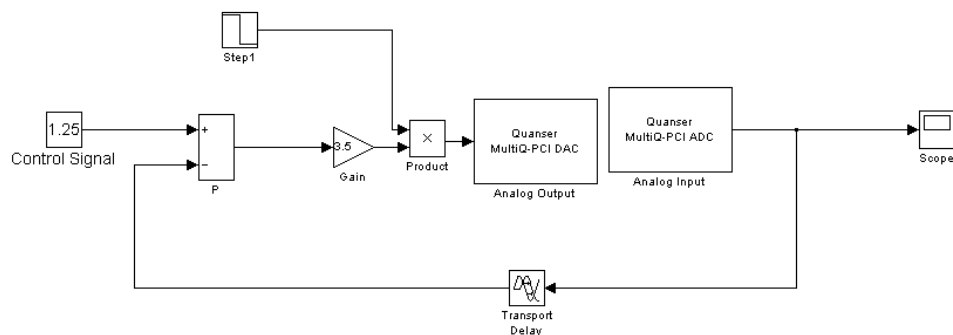 Step1
1.25
Control Signal
+
−
P
3.5
Gain
×
Product
Quanser
MultiQ-PCI DAC
Analog Output
Quanser
MultiQ-PCI ADC
Analog Input
Scope
Transport
Delay